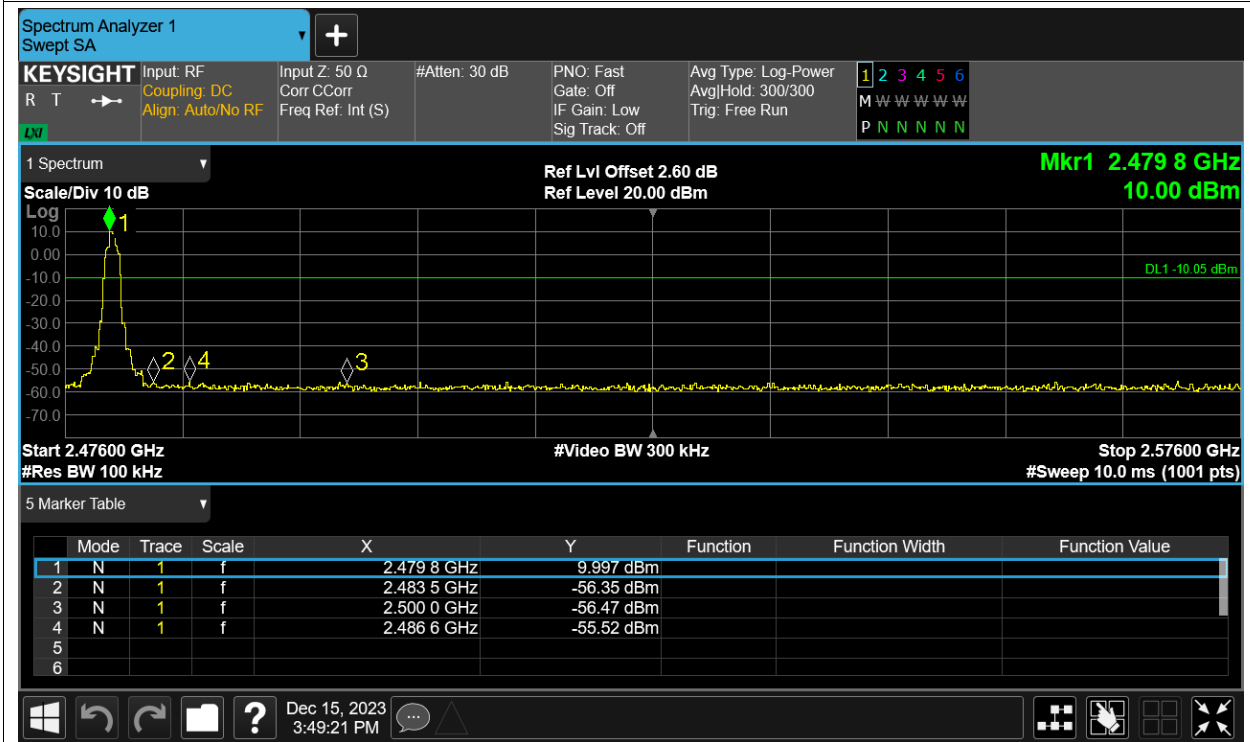 Spectrum Analyzer 1
Swept SA
+
KEYSIGHT Input: RF Input Z: 50 Ω #Atten: 30 dB PNO: Fast Avg Type: Log-Power 1 2 3 4 5 6
R T Coupling: DC Corr CCorr Gate: Off Avg|Hold: 300/300 M W W W W W
Align: Auto/No RF Freq Ref: Int (S) IF Gain: Low Trig: Free Run
LXI Sig Track: Off P N N N N N
1 Spectrum Ref Lvl Offset 2.60 dB Mkr1 2.479 8 GHz
Scale/Div 10 dB Ref Level 20.00 dBm 10.00 dBm
Log 1
10.0
0.00
-10.0 DL1 -10.05 dBm
-20.0
-30.0
-40.0
-50.0 2 4 3
-60.0
-70.0
Start 2.47600 GHz #Video BW 300 kHz Stop 2.57600 GHz
#Res BW 100 kHz #Sweep 10.0 ms (1001 pts)
5 Marker Table
Mode Trace Scale X Y Function Function Width Function Value
1 N 1 f 2.479 8 GHz 9.997 dBm
2 N 1 f 2.483 5 GHz -56.35 dBm
3 N 1 f 2.500 0 GHz -56.47 dBm
4 N 1 f 2.486 6 GHz -55.52 dBm
5
6
? Dec 15, 2023
3:49:21 PM